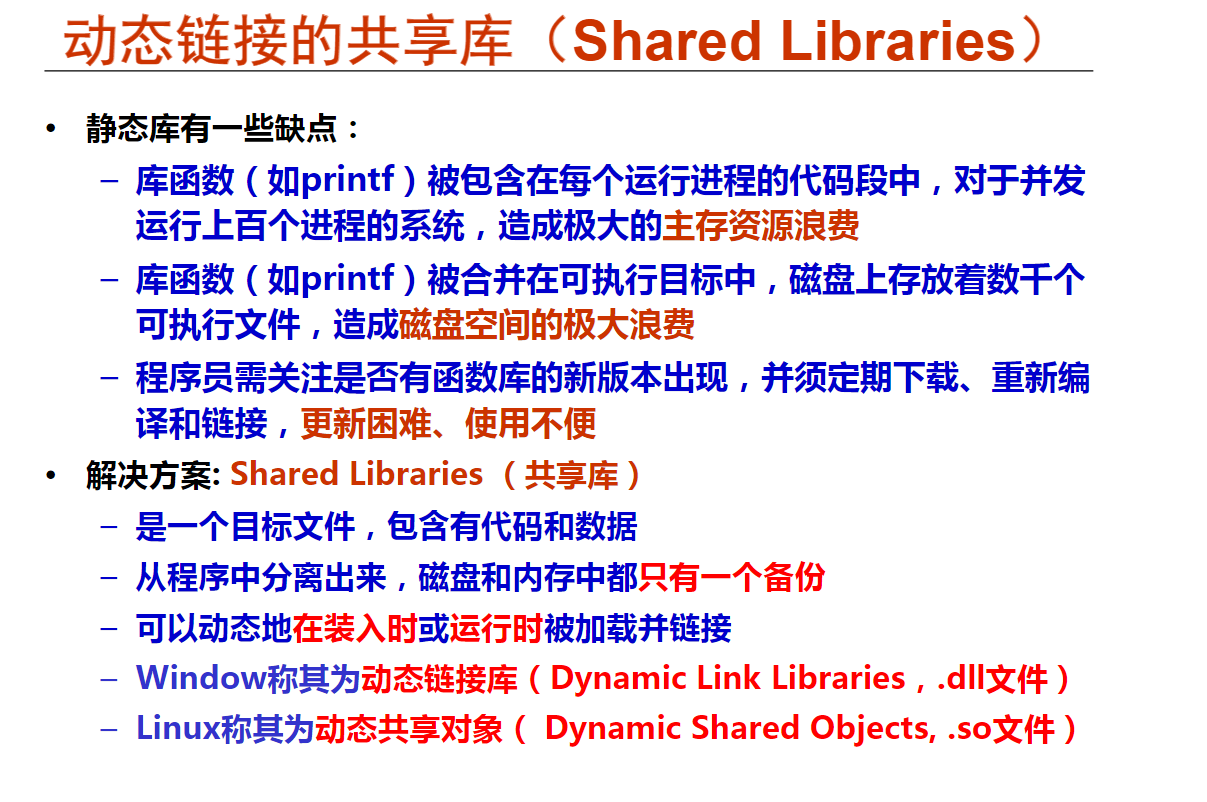 动态链接的共享库（Shared Libraries）
• 静态库有一些缺点：
– 库函数（如printf）被包含在每个运行进程的代码段中，对于并发
运行上百个进程的系统，造成极大的主存资源浪费
– 库函数（如printf）被合并在可执行目标中，磁盘上存放着数千个
可执行文件，造成磁盘空间的极大浪费
– 程序员需关注是否有函数库的新版本出现，并须定期下载、重新编
译和链接，更新困难、使用不便
• 解决方案: Shared Libraries （共享库）
– 是一个目标文件，包含有代码和数据
– 从程序中分离出来，磁盘和内存中都只有一个备份
– 可以动态地在装入时或运行时被加载并链接
– Window称其为动态链接库（Dynamic Link Libraries，.dll文件）
– Linux称其为动态共享对象（ Dynamic Shared Objects, .so文件）